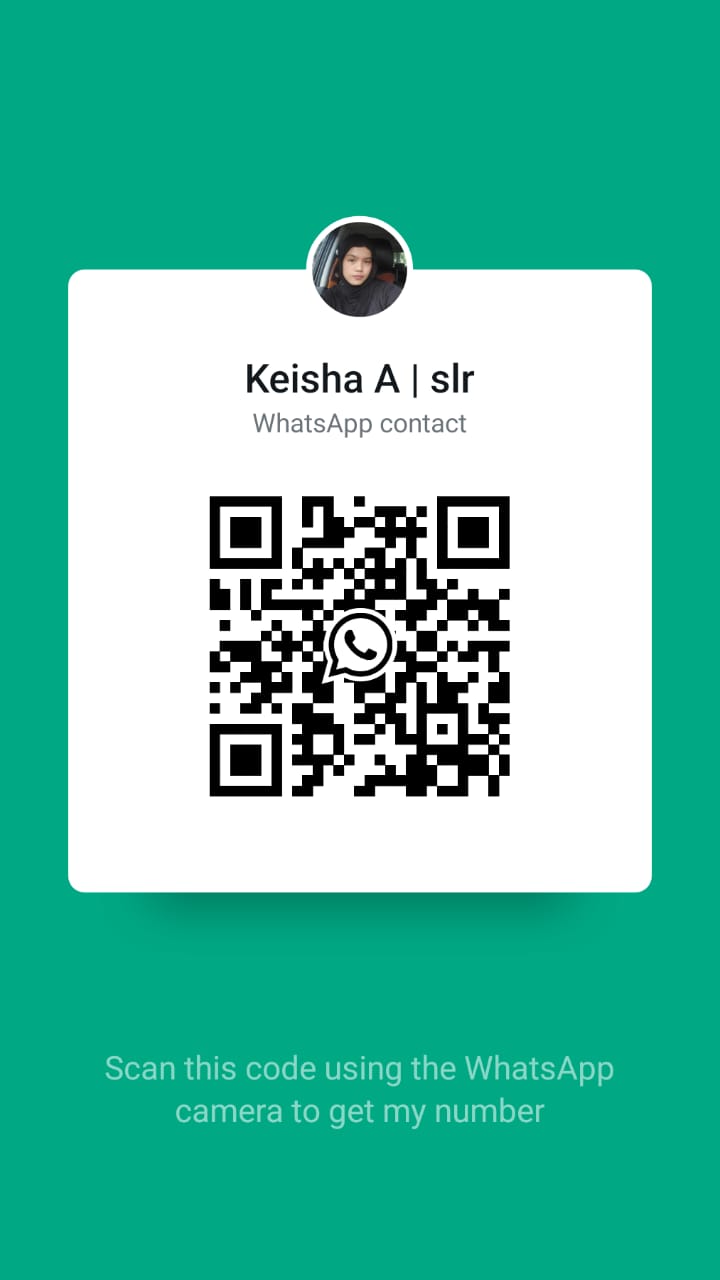 Keisha A | slr
WhatsApp contact
Scan this code using the WhatsApp
camera to get my number